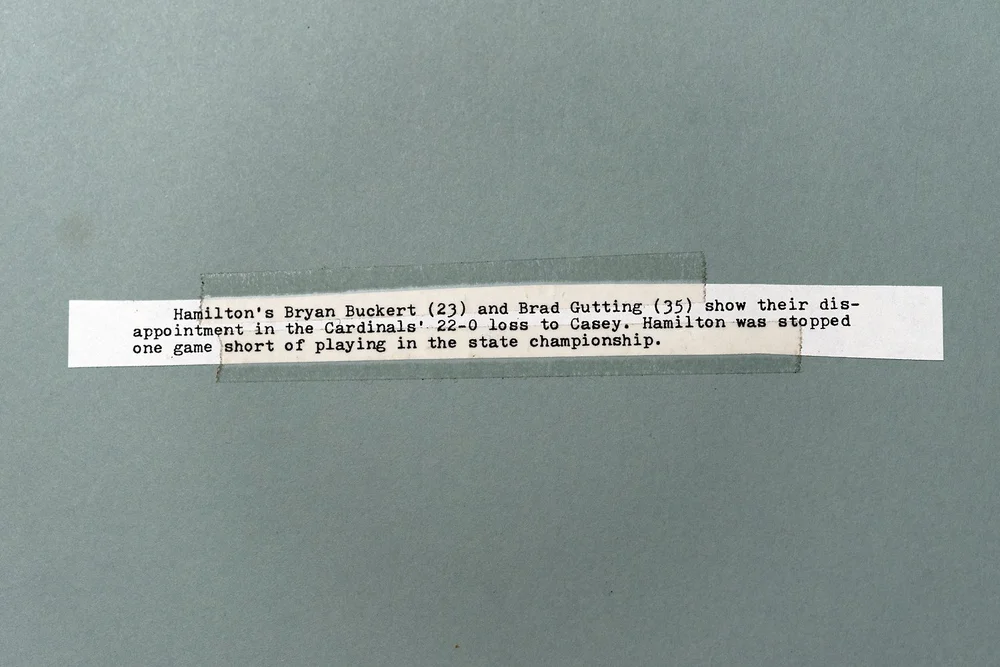 Hamilton's Bryan Buckert (23) and Brad Gutting (35) show their dis-
appointment in the Cardinals' 22-0 loss to Casey. Hamilton was stopped
one game short of playing in the state championship.